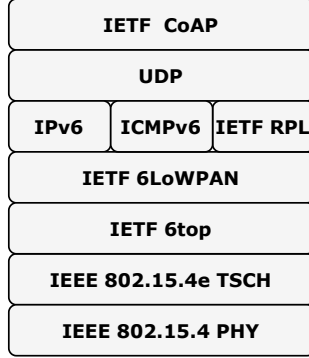 IETF CoAP
UDP
IPv6 ICMPv6 IETF RPL
IETF 6LoWPAN
IETF 6top
IEEE 802.15.4e TSCH
IEEE 802.15.4 PHY